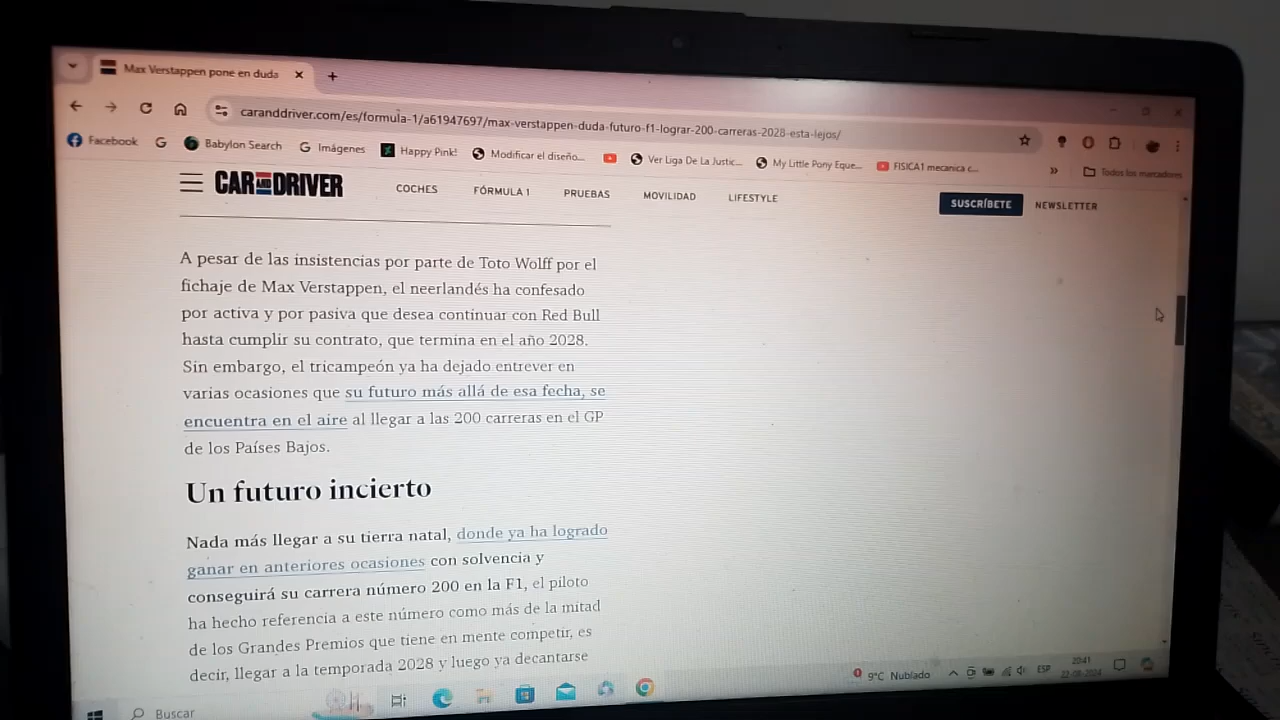 Max Verstappen pone en duda
caranddriver.com/es/formula-1/a61947697/max-verstappen-duda-futuro-f1-lograr-200-carreras-2028-esta-lejos/
Facebook G Babylon Search Imágenes Happy Pink! Modificar el diseño... Ver Liga De La Justic... My Little Pony Eque... FISICA1 mecanica c... » Todos los marcadores
CAR AND DRIVER COCHES FÓRMULA 1 PRUEBAS MOVILIDAD LIFESTYLE SUSCRÍBETE NEWSLETTER
A pesar de las insistencias por parte de Toto Wolff por el
fichaje de Max Verstappen, el neerlandés ha confesado
por activa y por pasiva que desea continuar con Red Bull
hasta cumplir su contrato, que termina en el año 2028.
Sin embargo, el tricampeón ya ha dejado entrever en
varias ocasiones que su futuro más allá de esa fecha, se
encuentra en el aire al llegar a las 200 carreras en el GP
de los Países Bajos.
Un futuro incierto
Nada más llegar a su tierra natal, donde ya ha logrado
ganar en anteriores ocasiones con solvencia y
conseguirá su carrera número 200 en la F1, el piloto
ha hecho referencia a este número como más de la mitad
de los Grandes Premios que tiene en mente competir, es
decir, llegar a la temporada 2028 y luego ya decantarse
Buscar 9°C Nublado ESP 20:41
22-08-2024